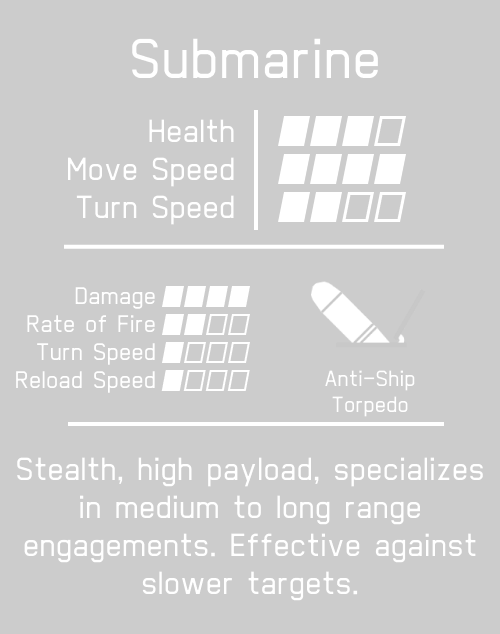 Submarine
Health
Move Speed
Turn Speed
Damage
Rate of Fire
Turn Speed
Reload Speed
Anti-Ship
Torpedo
Stealth, high payload, specializes
in medium to long range
engagements. Effective against
slower targets.